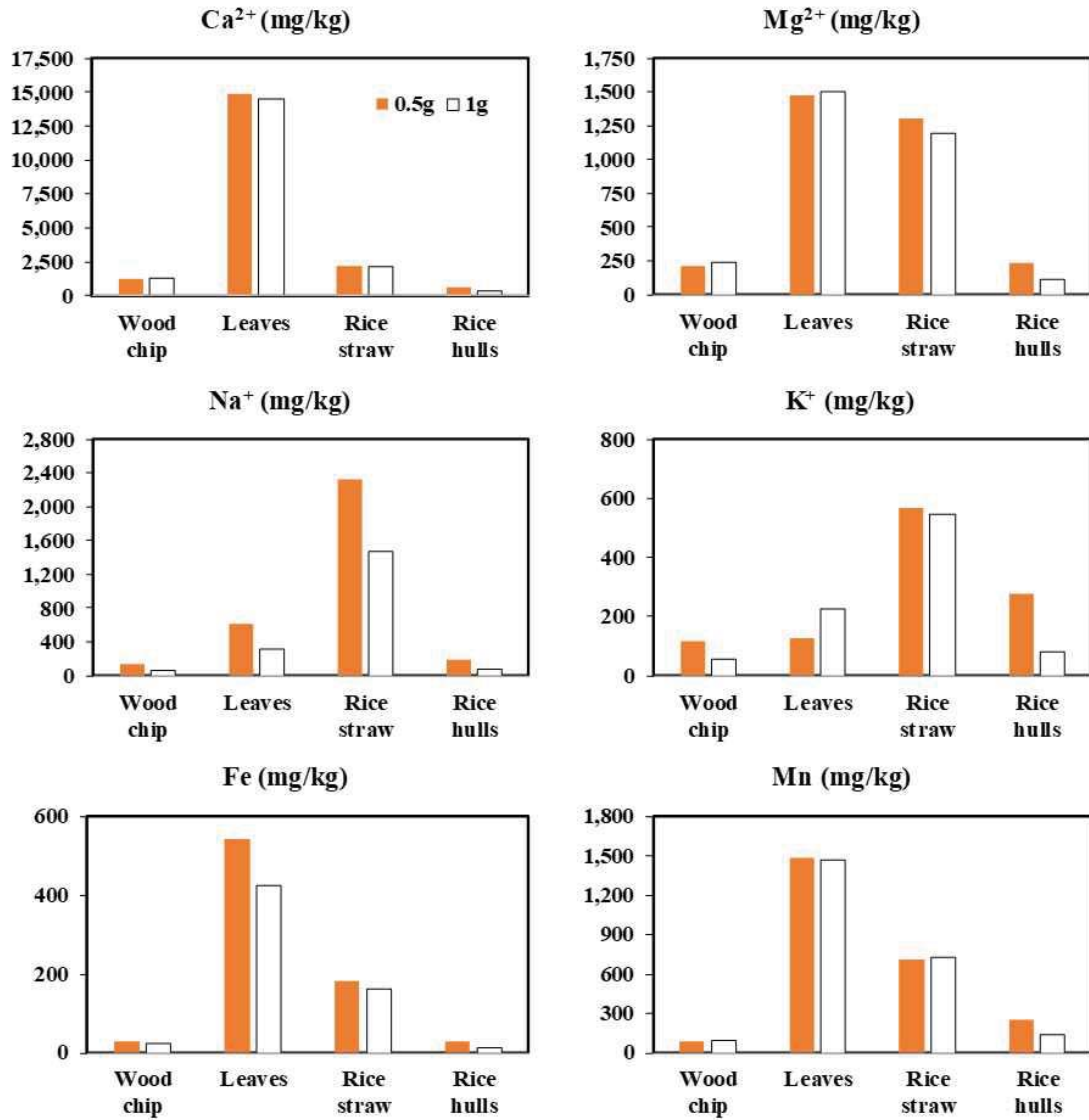 Ca²⁺ (mg/kg)
17,500
15,000
12,500
10,000
7,500
5,000
2,500
0
0.5g 1g
Wood chip
Leaves
Rice straw
Rice hulls
Mg²⁺ (mg/kg)
1,750
1,500
1,250
1,000
750
500
250
0
Wood chip
Leaves
Rice straw
Rice hulls
Na⁺ (mg/kg)
2,800
2,400
2,000
1,600
1,200
800
400
0
Wood chip
Leaves
Rice straw
Rice hulls
K⁺ (mg/kg)
800
600
400
200
0
Wood chip
Leaves
Rice straw
Rice hulls
Fe (mg/kg)
600
400
200
0
Wood chip
Leaves
Rice straw
Rice hulls
Mn (mg/kg)
1,800
1,500
1,200
900
600
300
0
Wood chip
Leaves
Rice straw
Rice hulls